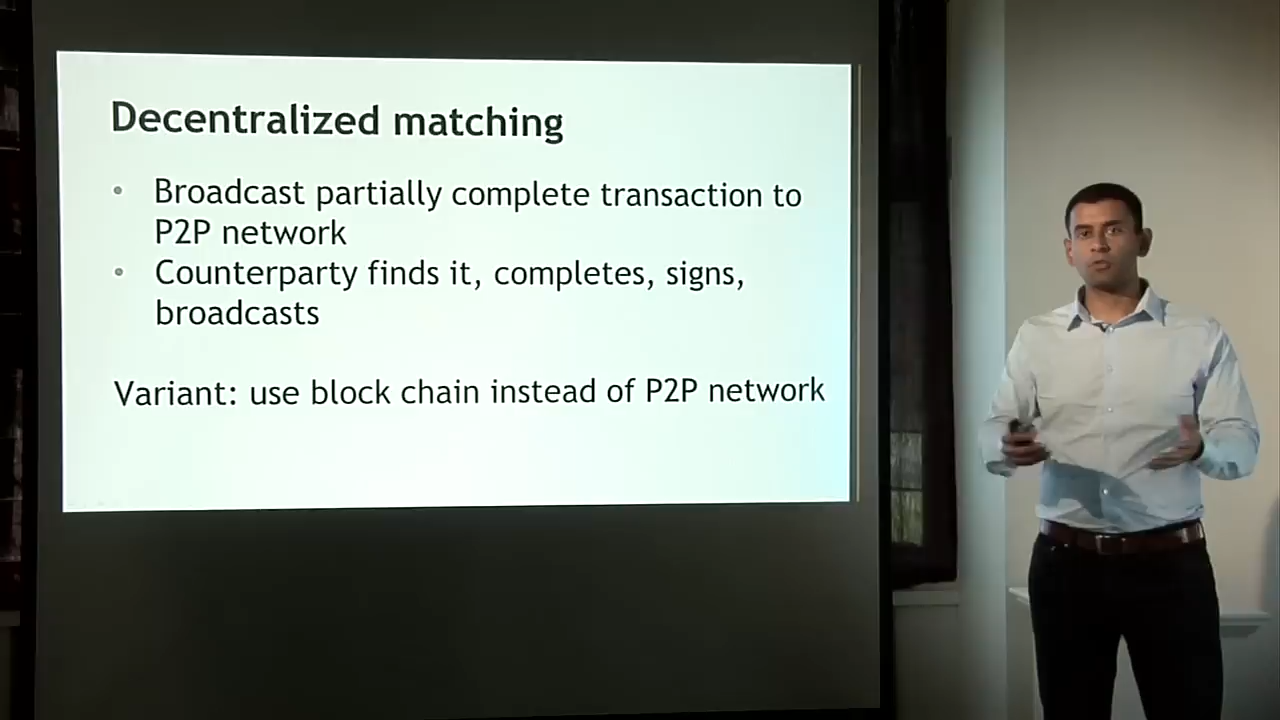 Decentralized matching
• Broadcast partially complete transaction to
P2P network
• Counterparty finds it, completes, signs,
broadcasts
Variant: use block chain instead of P2P network